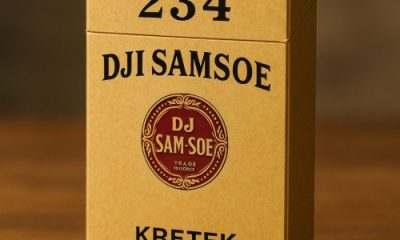 234
DJI SAMSOE
DJ
SAM-SOE
TRADE
KRETEK